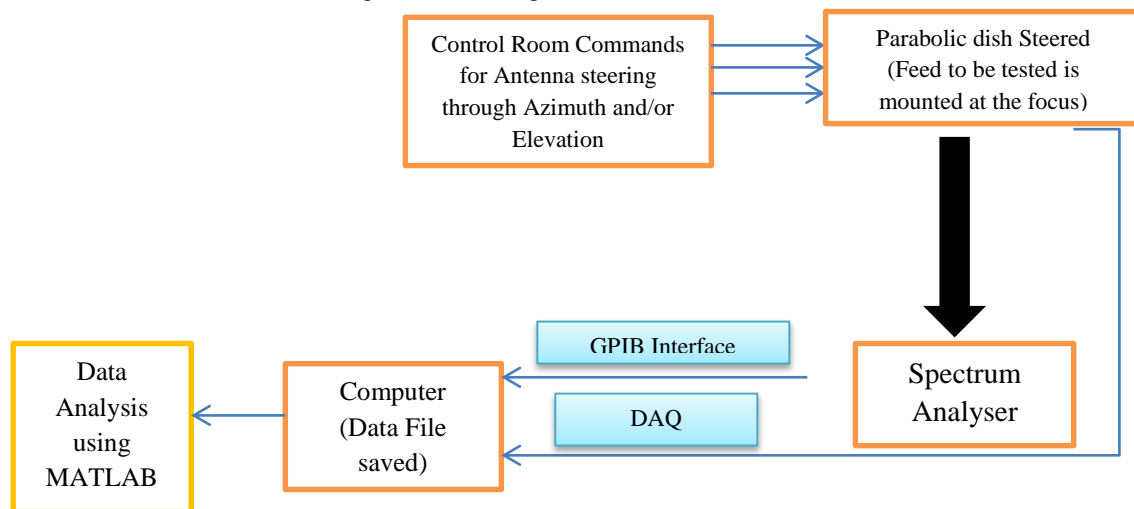 Control Room Commands
for Antenna steering
through Azimuth and/or
Elevation
Parabolic dish Steered
(Feed to be tested is
mounted at the focus)
GPIB Interface
DAQ
Spectrum
Analyser
Computer
(Data File
saved)
Data
Analysis
using
MATLAB